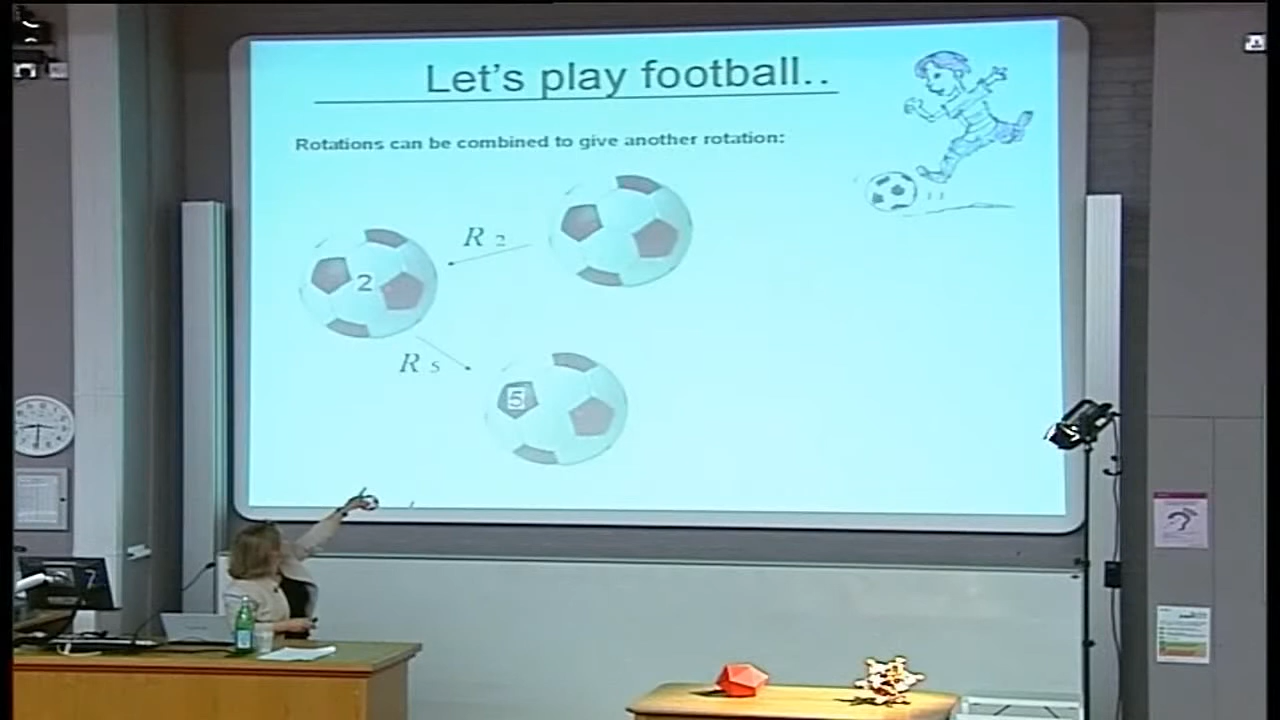 Let's play football..
Rotations can be combined to give another rotation:
R 2
2
R 5
5